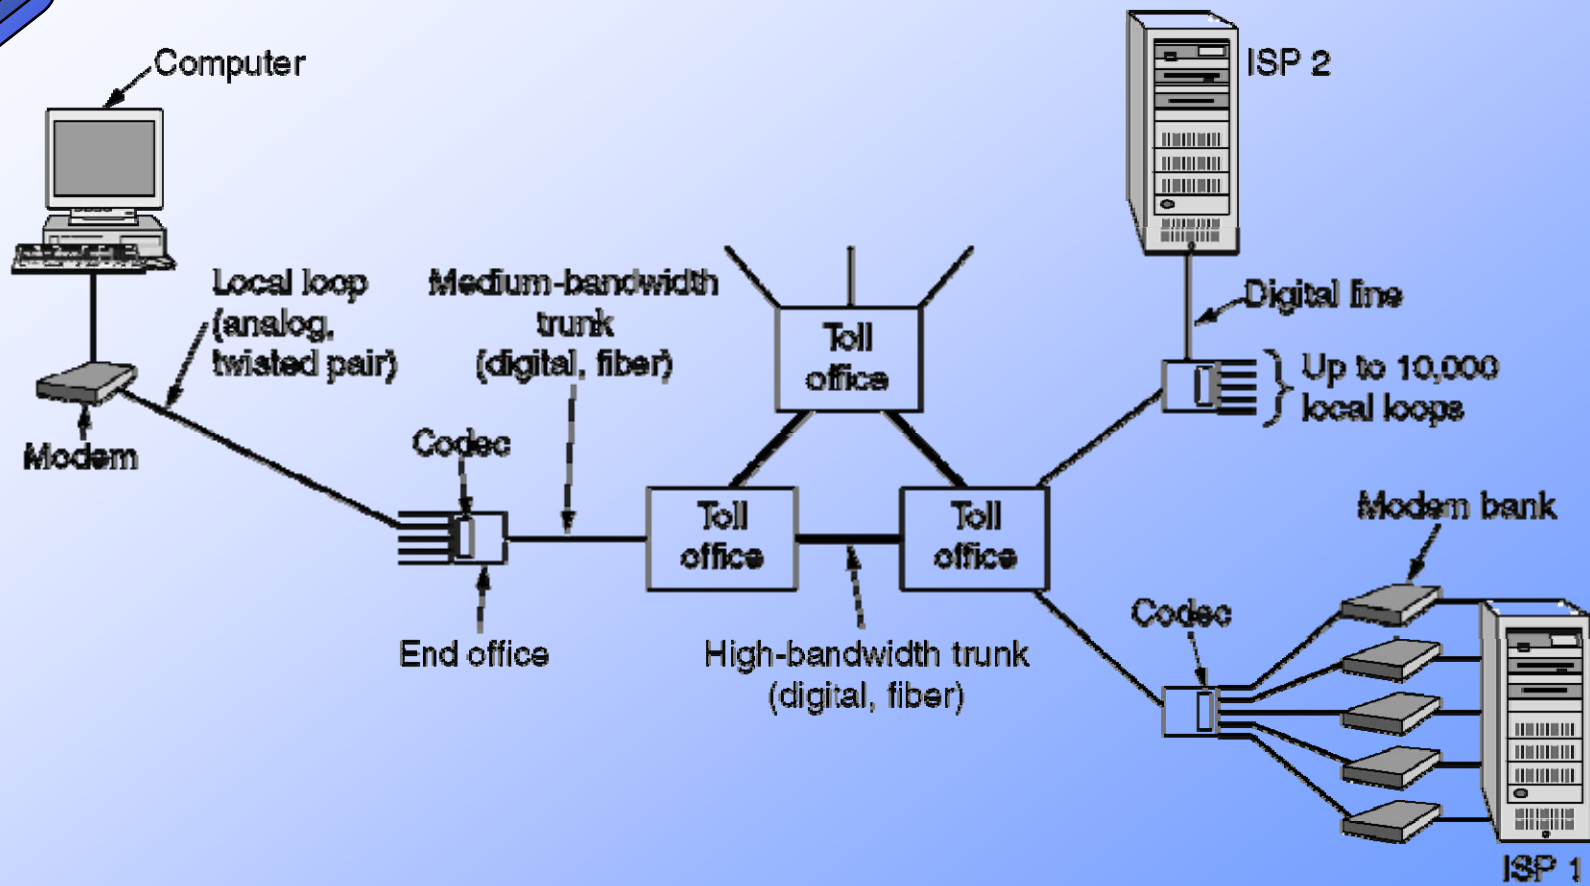 Computer
ISP 2
Local loop
(analog,
twisted pair)
Medium-bandwidth
trunk
(digital, fiber)
Toll
office
Digital line
Up to 10,000
local loops
Modem
Codec
Toll
office
Toll
office
Modem bank
End office
High-bandwidth trunk
(digital, fiber)
Codec
ISP 1